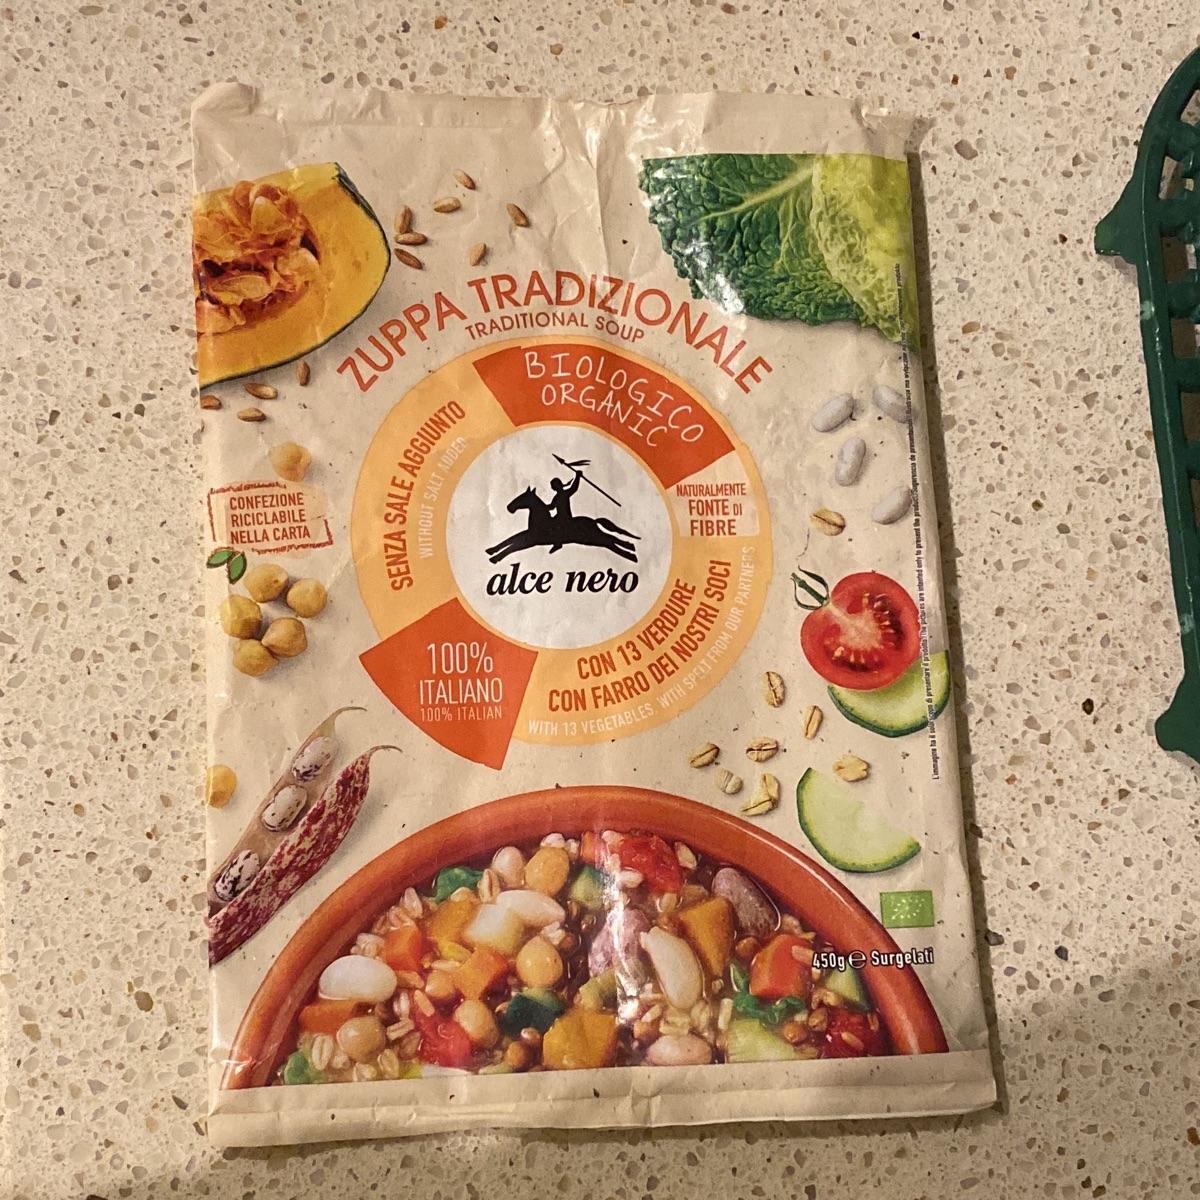 ZUPPA TRADIZIONALE
TRADITIONAL SOUP
BIOLOGICO
ORGANIC
SENZA SALE AGGIUNTO
WITHOUT SALT ADDED
NATURALMENTE
FONTE DI
FIBRE
CONFEZIONE
RICICLABILE
NELLA CARTA
alce nero
100%
ITALIANO
100% ITALIAN
CON 13 VERDURE
CON FARRO DEI NOSTRI SOCI
WITH 13 VEGETABLES, WITH SPELT FROM OUR PARTNERS
450g ℮ Surgelati